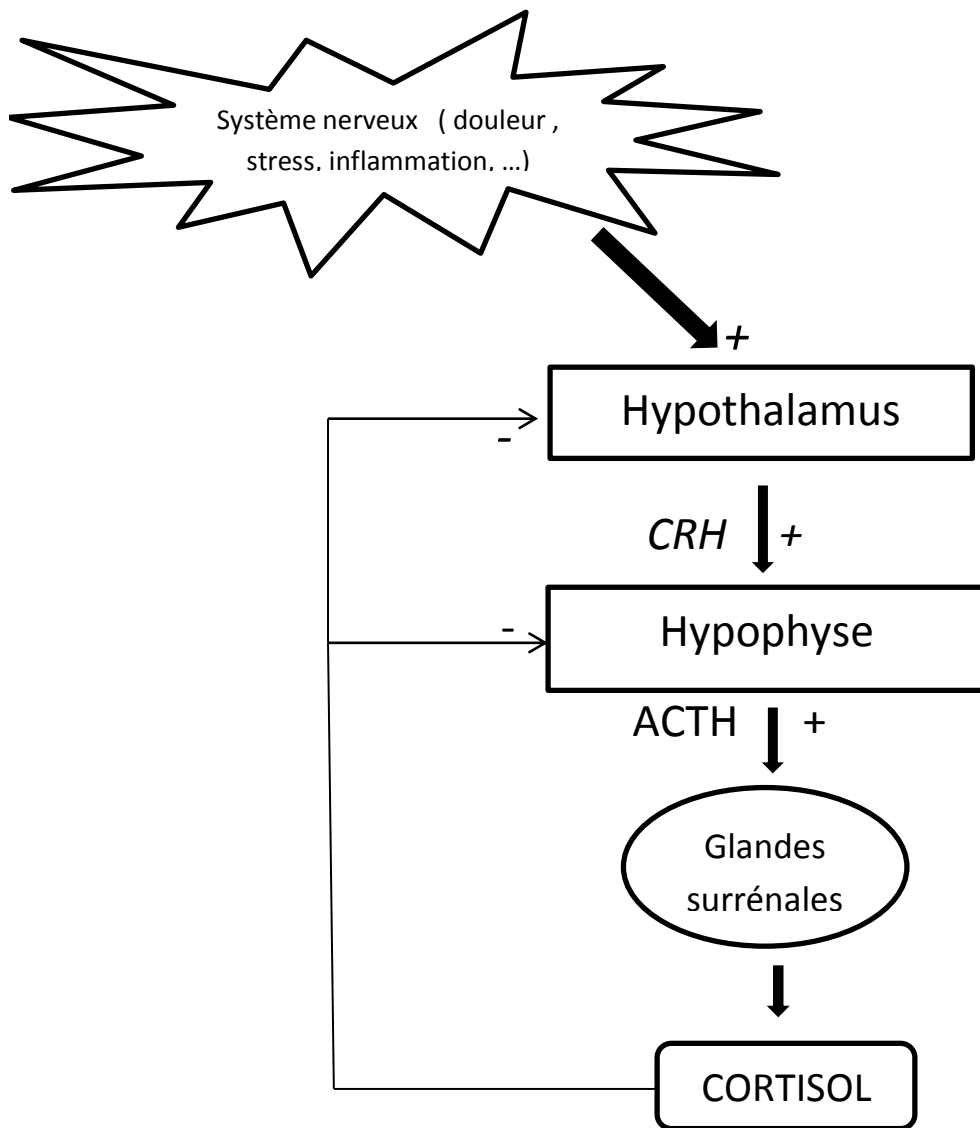 Système nerveux ( douleur ,
stress, inflammation, ...)
+
Hypothalamus
-
CRH +
-
Hypophyse
ACTH +
Glandes
surrénales
CORTISOL